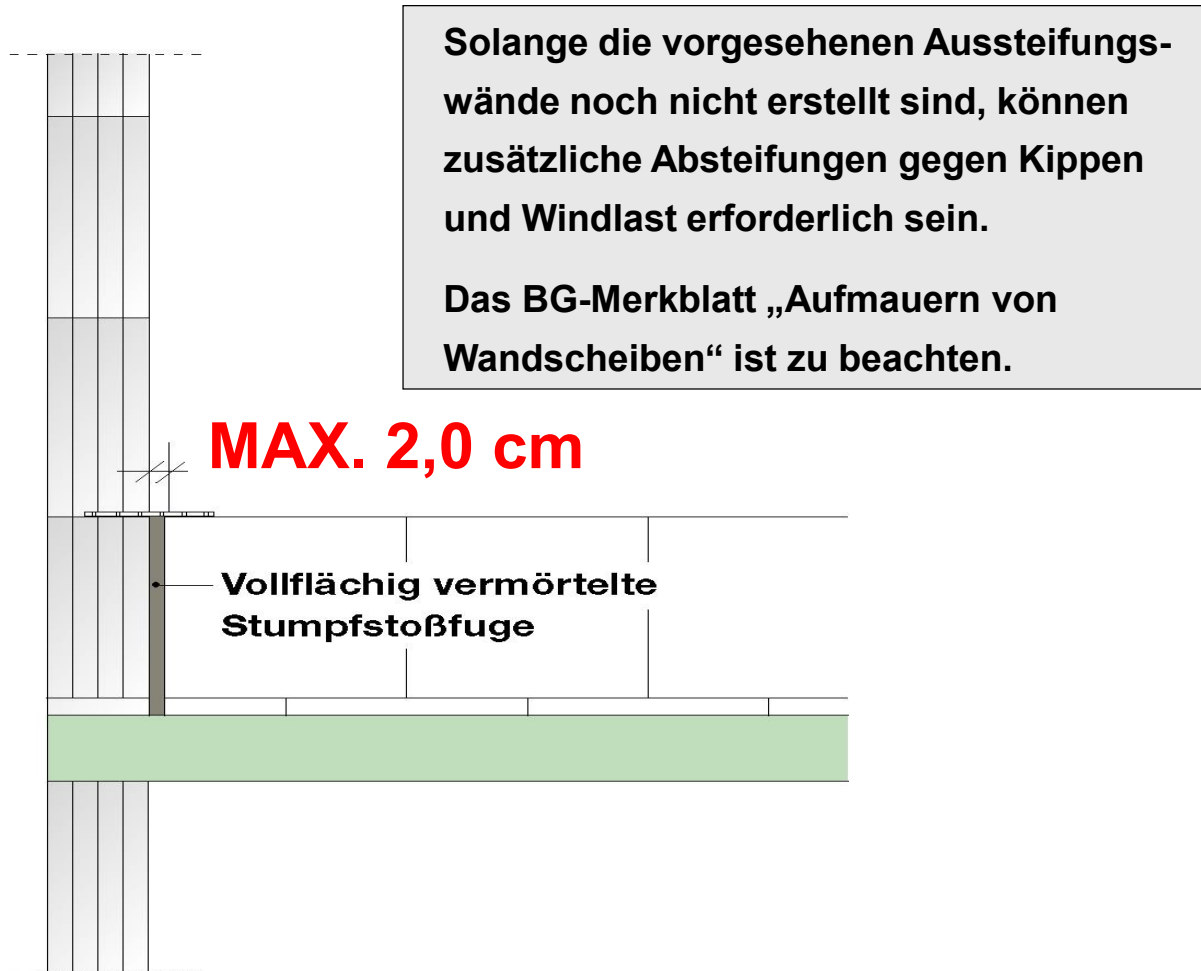 Solange die vorgesehenen Aussteifungs-
wände noch nicht erstellt sind, können
zusätzliche Absteifungen gegen Kippen
und Windlast erforderlich sein.
Das BG-Merkblatt „Aufmauern von
Wandscheiben“ ist zu beachten.
MAX. 2,0 cm
Vollflächig vermörtelte
Stumpfstoßfuge